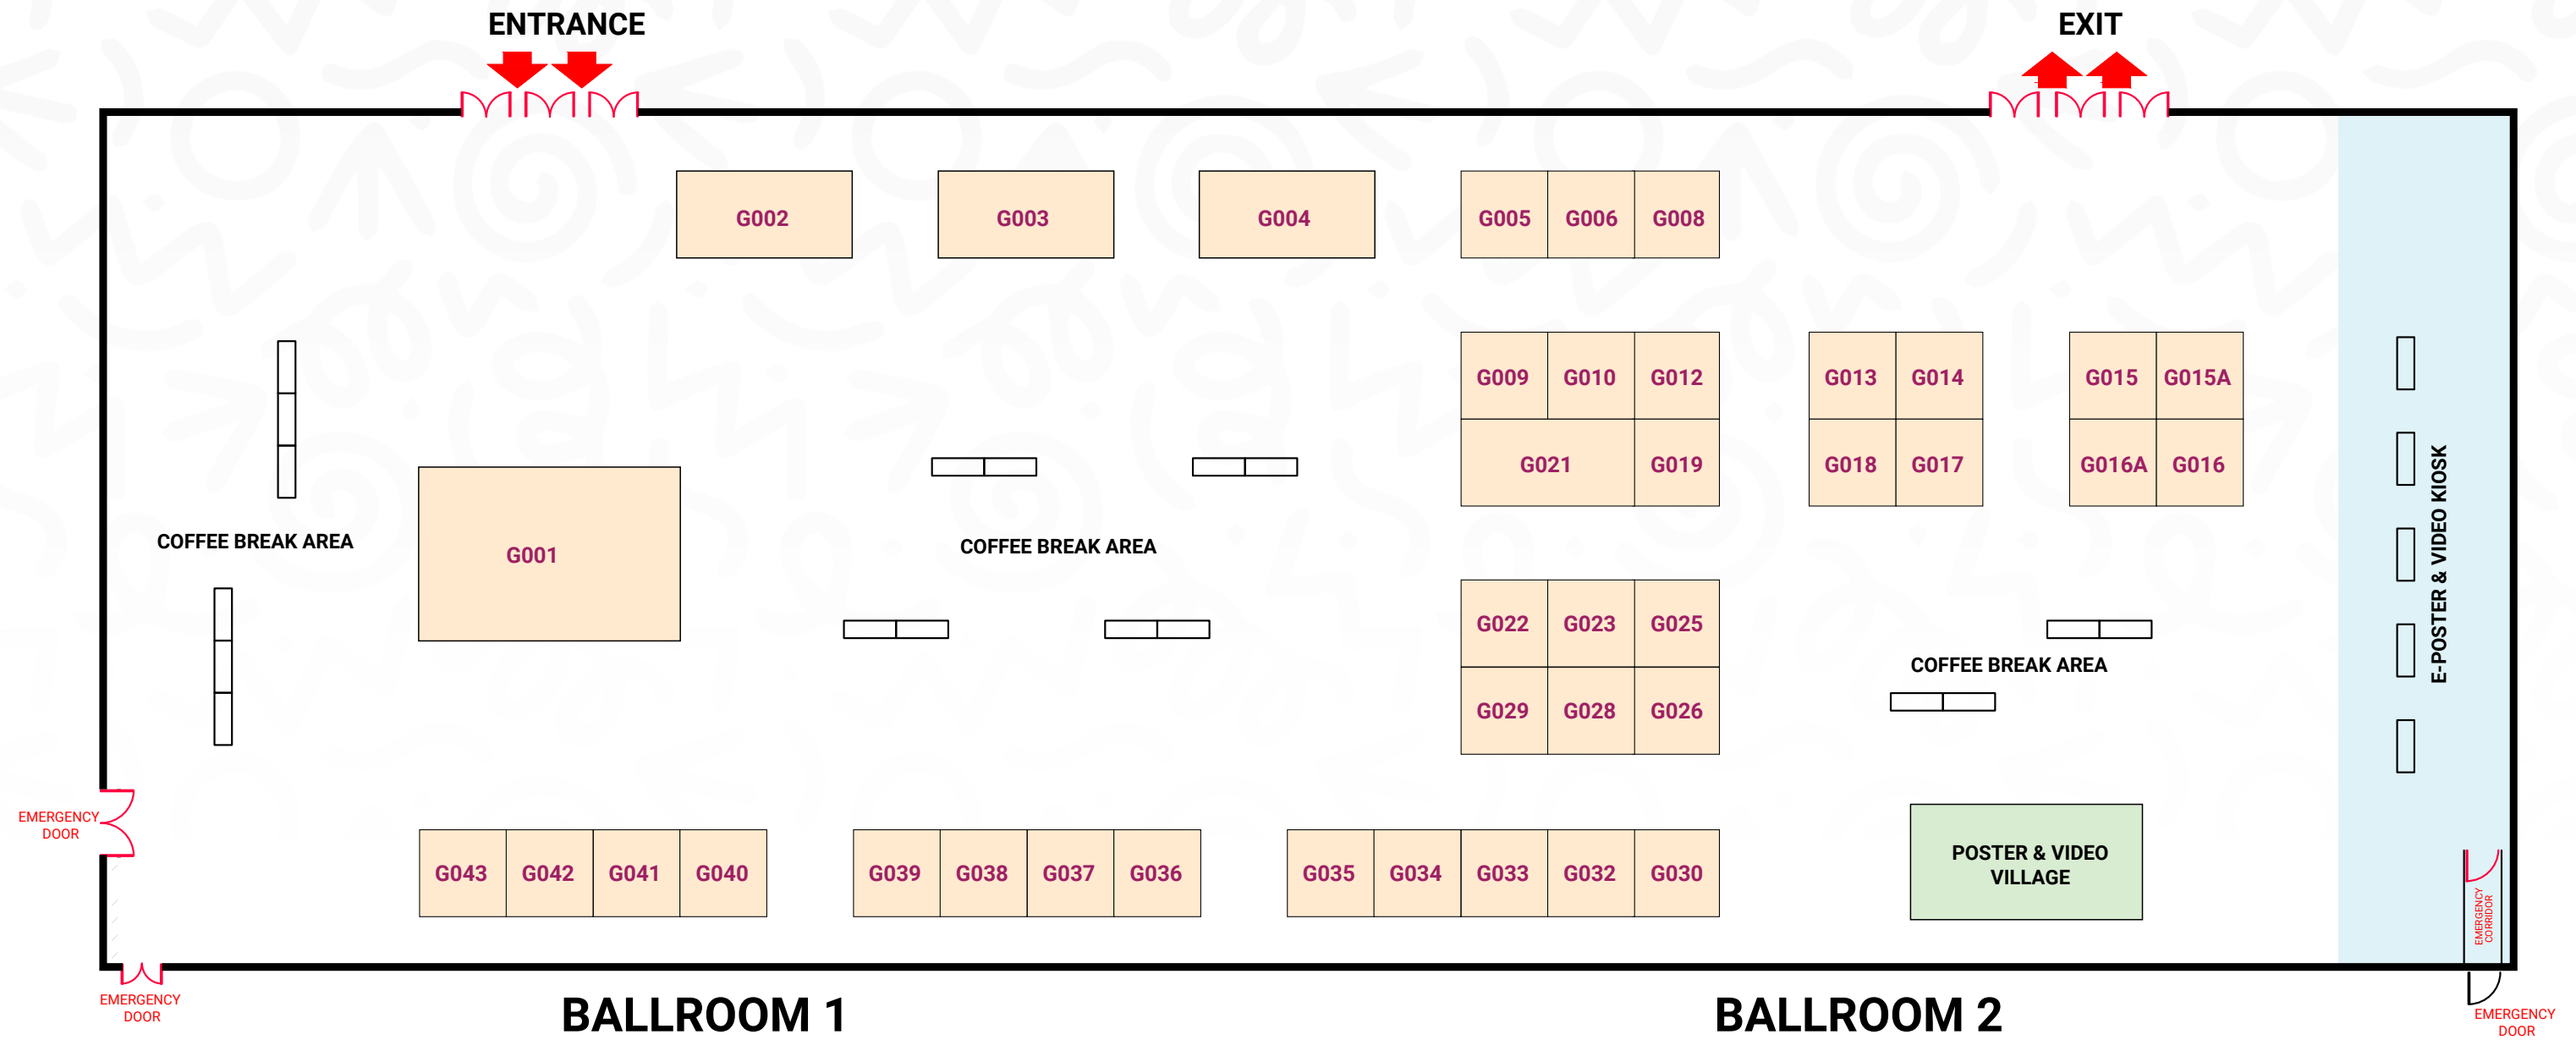 ENTRANCE
EXIT
G002
G003
G004
G005
G006
G008
G009
G010
G012
G013
G014
G015
G015A
G021
G019
G018
G017
G016A
G016
COFFEE BREAK AREA
G001
COFFEE BREAK AREA
E-POSTER & VIDEO KIOSK
G022
G023
G025
COFFEE BREAK AREA
G029
G028
G026
EMERGENCY
DOOR
G043
G042
G041
G040
G039
G038
G037
G036
G035
G034
G033
G032
G030
POSTER & VIDEO
VILLAGE
EMERGENCY
CORRIDOR
EMERGENCY
DOOR
BALLROOM 1
BALLROOM 2
EMERGENCY
DOOR